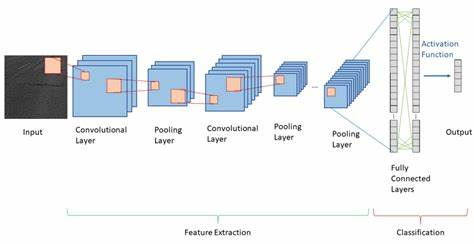 Activation
Function
Input
Convolutional
Layer
Pooling
Layer
Convolutional
Layer
Pooling
Layer
...
Pooling
Layer
Fully
Connected
Layers
Output
Feature Extraction
Classification